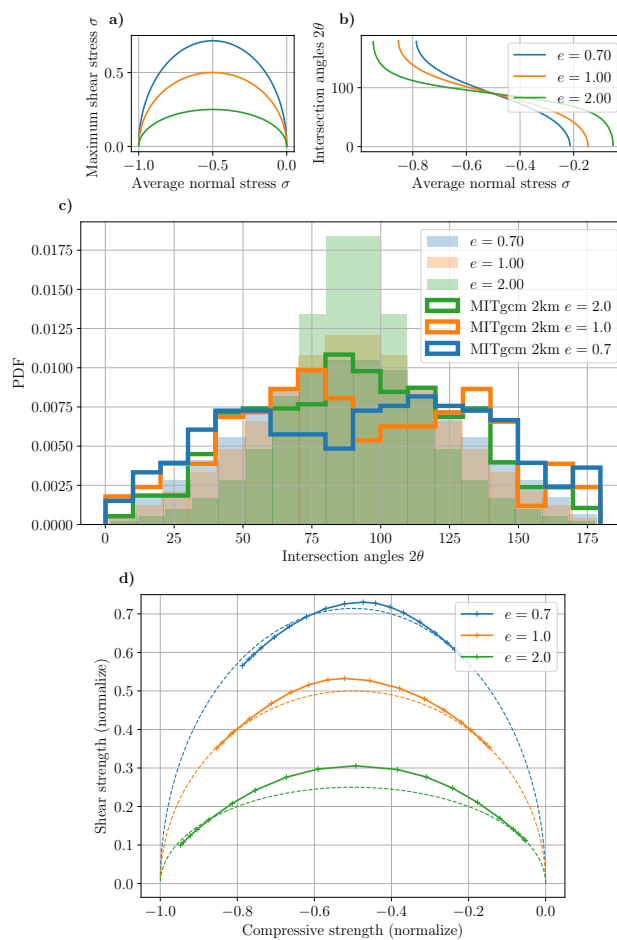 a)
Maximum shear stress σ
0.5
0.0
−1.0
−0.5
0.0
Average normal stress σ
b)
Intersection angles 2θ
100
0
−0.8
−0.6
−0.4
−0.2
Average normal stress σ
e = 0.70
e = 1.00
e = 2.00
c)
PDF
0.0175
0.0150
0.0125
0.0100
0.0075
0.0050
0.0025
0.0000
0
25
50
75
100
125
150
175
Intersection angles 2θ
e = 0.70
e = 1.00
e = 2.00
MITgcm 2km e = 2.0
MITgcm 2km e = 1.0
MITgcm 2km e = 0.7
d)
Shear strength (normalize)
0.7
0.6
0.5
0.4
0.3
0.2
0.1
0.0
−1.0
−0.8
−0.6
−0.4
−0.2
0.0
Compressive strength (normalize)
e = 0.7
e = 1.0
e = 2.0